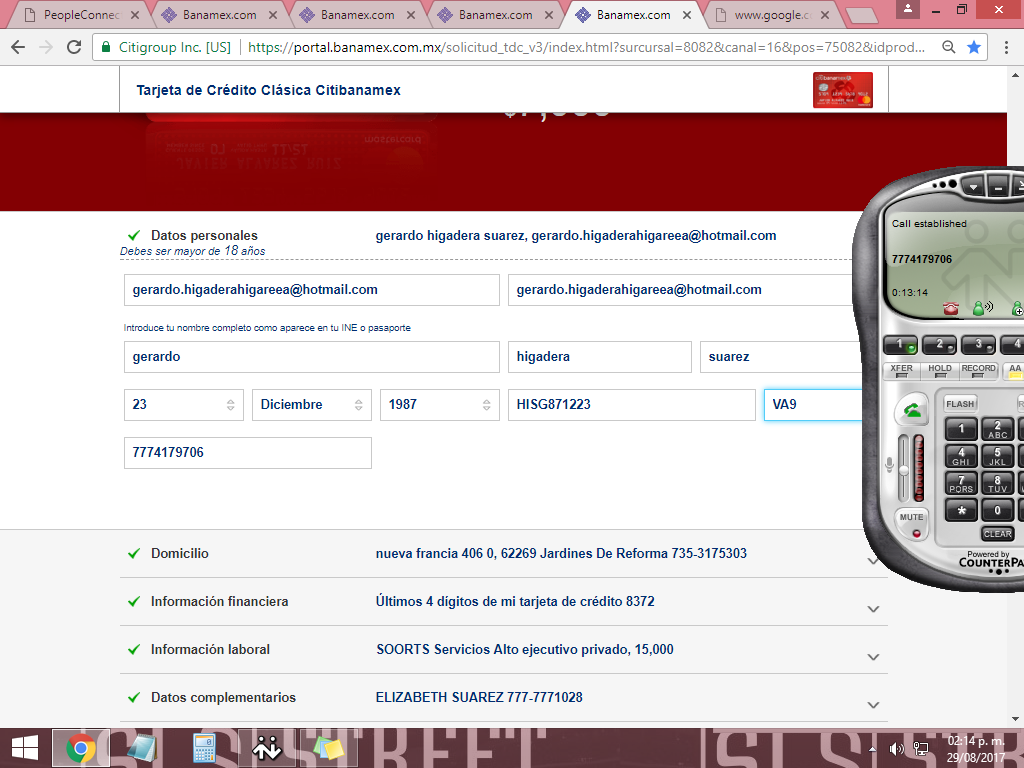 PeopleConnec
Banamex.com
Banamex.com
Banamex.com
Banamex.com
www.google.c
Citigroup Inc. [US]
https://portal.banamex.com.mx/solicitud_tdc_v3/index.html?surcursal=8082&canal=16&pos=75082&idprod...
Tarjeta de Crédito Clásica Citibanamex
Datos personales
gerardo higadera suarez, gerardo.higaderahigareea@hotmail.com
Debes ser mayor de 18 años
gerardo.higaderahigareea@hotmail.com
gerardo.higaderahigareea@hotmail.com
Introduce tu nombre completo como aparece en tu INE o pasaporte
gerardo
higadera
suarez
23
Diciembre
1987
HISG871223
VA9
7774179706
Domicilio
nueva francia 406 0, 62269 Jardines De Reforma 735-3175303
Información financiera
Últimos 4 dígitos de mi tarjeta de crédito 8372
Información laboral
SOORTS Servicios Alto ejecutivo privado, 15,000
Datos complementarios
ELIZABETH SUAREZ 777-7771028
Call established
7774179706
0:13:14
1
2
3
4
XFER
HOLD
RECORD
AA
FLASH
1
2
ABC
4
GHI
5
JKL
7
PQRS
8
TUV
*
0
MUTE
CLEAR
Powered by
COUNTERPA
02:14 p. m.
29/08/2017